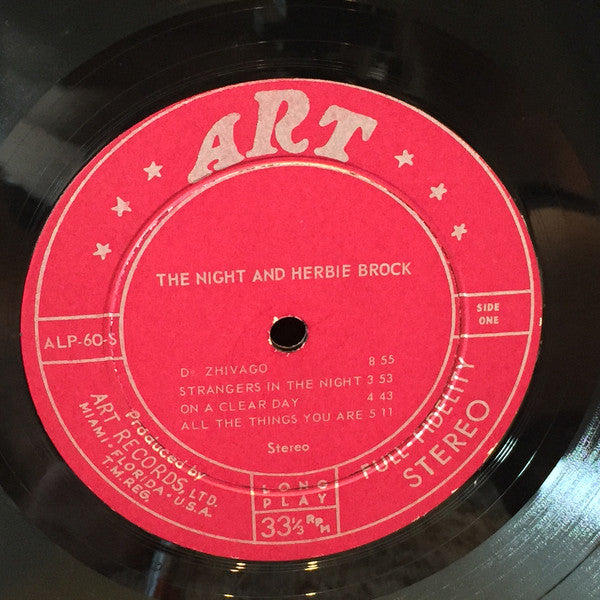 ART
THE NIGHT AND HERBIE BROCK
ALP-60-S
SIDE
ONE
Dr ZHIVAGO 8 55
STRANGERS IN THE NIGHT 3 53
ON A CLEAR DAY 4 43
ALL THE THINGS YOU ARE 5 11
Stereo
Produced by
ART RECORDS, LTD.
MIAMI • FLORIDA • U.S.A.
T.M. REG.
LONG
PLAY
33⅓ RPM
FULL-FIDELITY
STEREO